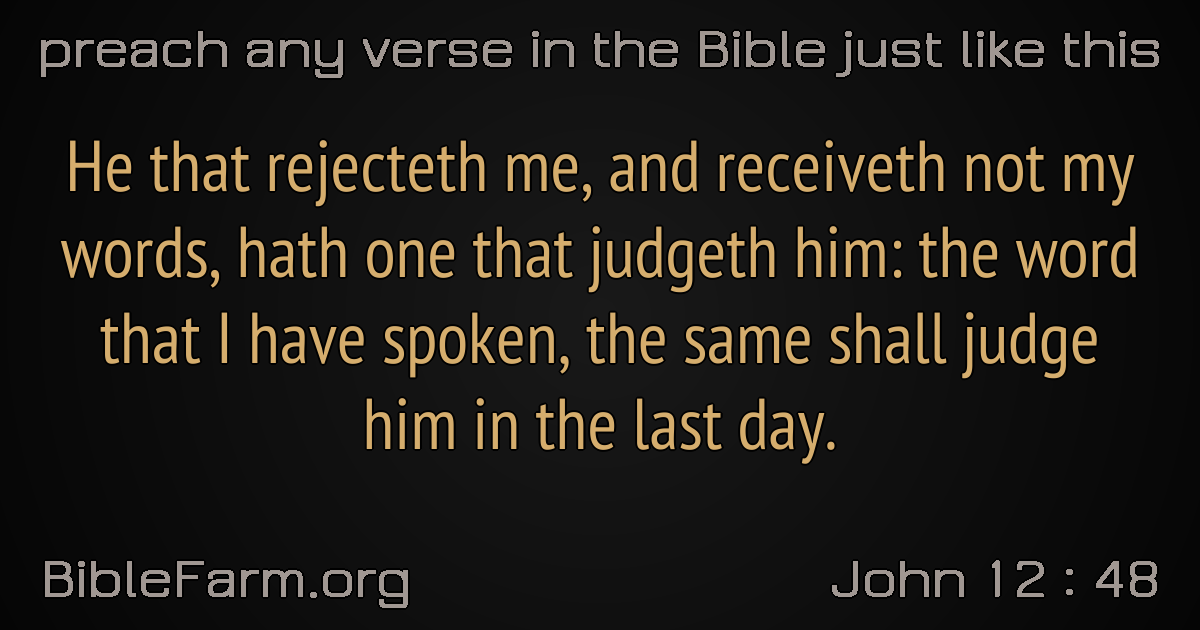 preach any verse in the Bible just like this
He that rejecteth me, and receiveth not my
words, hath one that judgeth him: the word
that I have spoken, the same shall judge
him in the last day.
BibleFarm.org
John 12 : 48